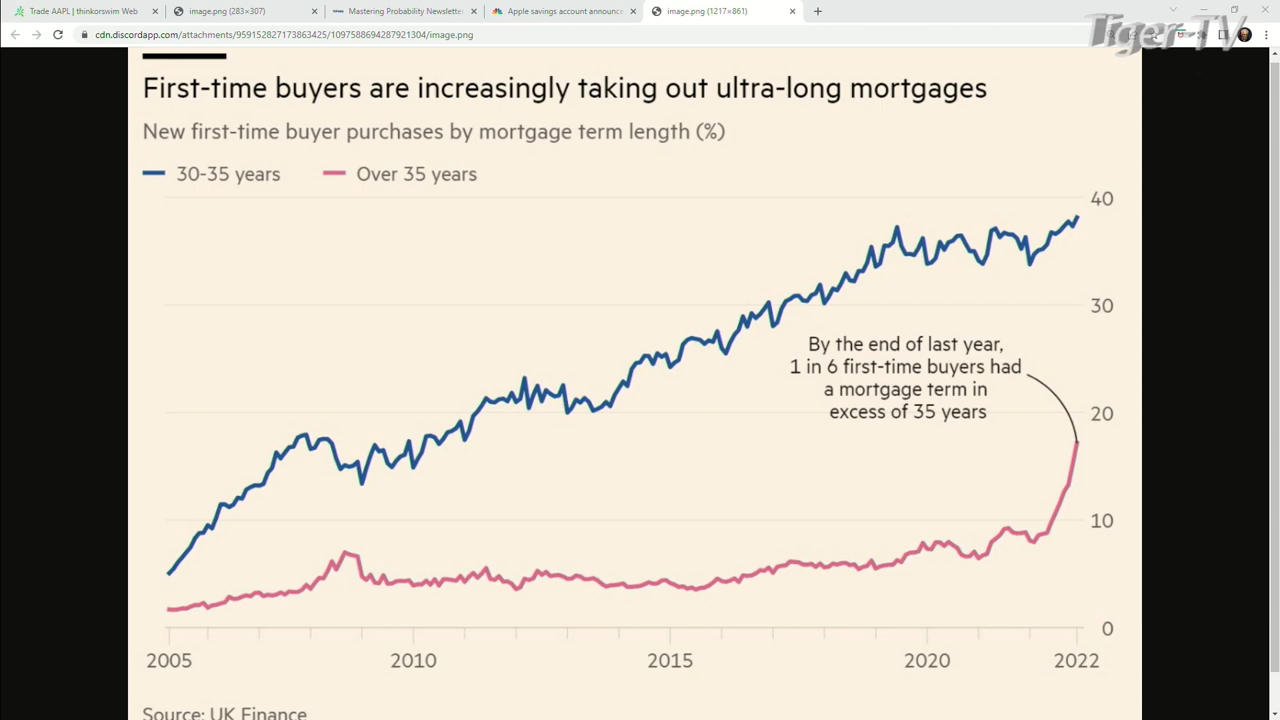 Trade AAPL | thinkorswim Web
image.png (283×307)
Mastering Probability Newslette
Apple savings account announc
image.png (1217×861)
cdn.discordapp.com/attachments/959152827173863425/1097588694287921304/image.png
Tiger TV
First-time buyers are increasingly taking out ultra-long mortgages
New first-time buyer purchases by mortgage term length (%)
30-35 years
Over 35 years
40
30
By the end of last year,
1 in 6 first-time buyers had
a mortgage term in
excess of 35 years
20
10
0
2005
2010
2015
2020
2022
Source: UK Finance